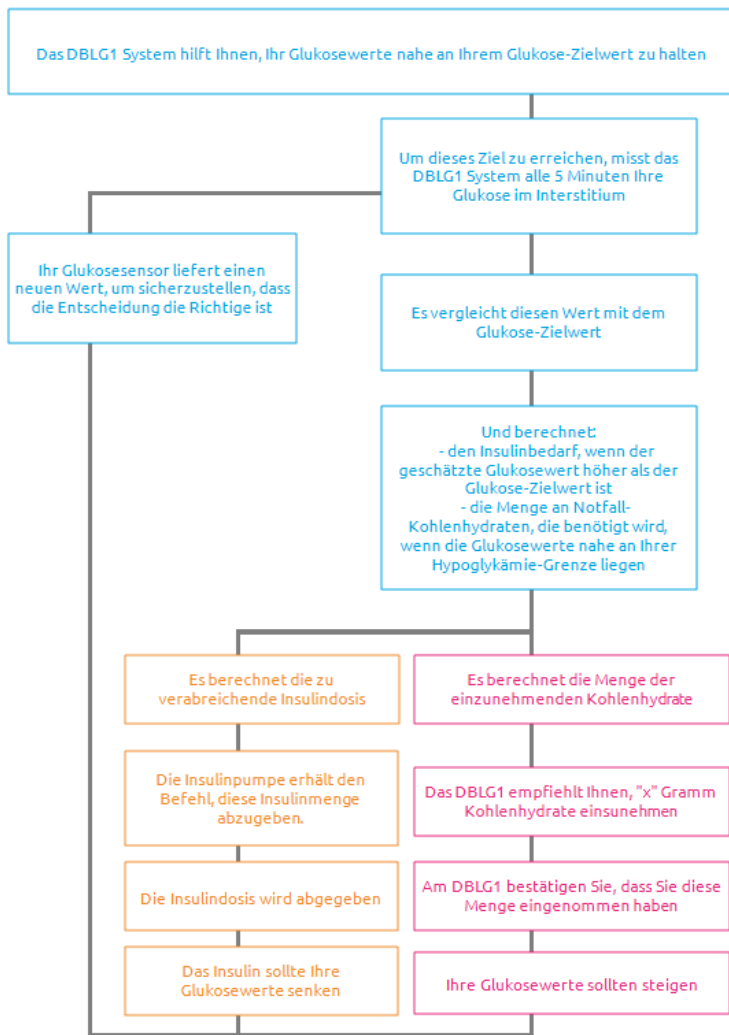 Das DBLG1 System hilft Ihnen, Ihr Glukosewerte nahe an Ihrem Glukose-Zielwert zu halten
Um dieses Ziel zu erreichen, misst das
DBLG1 System alle 5 Minuten Ihre
Glukose im Interstitium
Ihr Glukosesensor liefert einen
neuen Wert, um sicherzustellen, dass
die Entscheidung die Richtige ist
Es vergleicht diesen Wert mit dem
Glukose-Zielwert
Und berechnet:
- den Insulinbedarf, wenn der
geschätzte Glukosewert höher als der
Glukose-Zielwert ist
- die Menge an Notfall-
Kohlenhydraten, die benötigt wird,
wenn die Glukosewerte nahe an Ihrer
Hypoglykämie-Grenze liegen
Es berechnet die zu
verabreichende Insulindosis
Die Insulinpumpe erhält den
Befehl, diese Insulinmenge
abzugeben.
Die Insulindosis wird abgegeben
Das Insulin sollte Ihre
Glukosewerte senken
Es berechnet die Menge der
einzunehmenden Kohlenhydrate
Das DBLG1 empfiehlt Ihnen, "x" Gramm
Kohlenhydrate einsunehmen
Am DBLG1 bestätigen Sie, dass Sie diese
Menge eingenommen haben
Ihre Glukosewerte sollten steigen